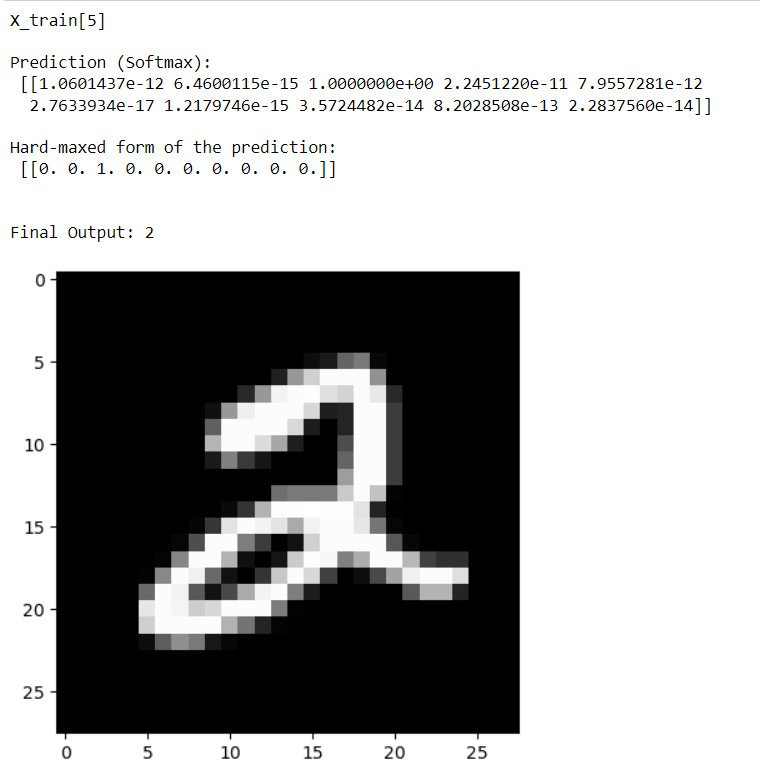 X_train[5]
Prediction (Softmax):
[[1.0601437e-12 6.4600115e-15 1.0000000e+00 2.2451220e-11 7.9557281e-12
2.7633934e-17 1.2179746e-15 3.5724482e-14 8.2028508e-13 2.2837560e-14]]
Hard-maxed form of the prediction:
[[0. 0. 1. 0. 0. 0. 0. 0. 0. 0.]]
Final Output: 2
0
5
10
15
20
25
2
0 5 10 15 20 25